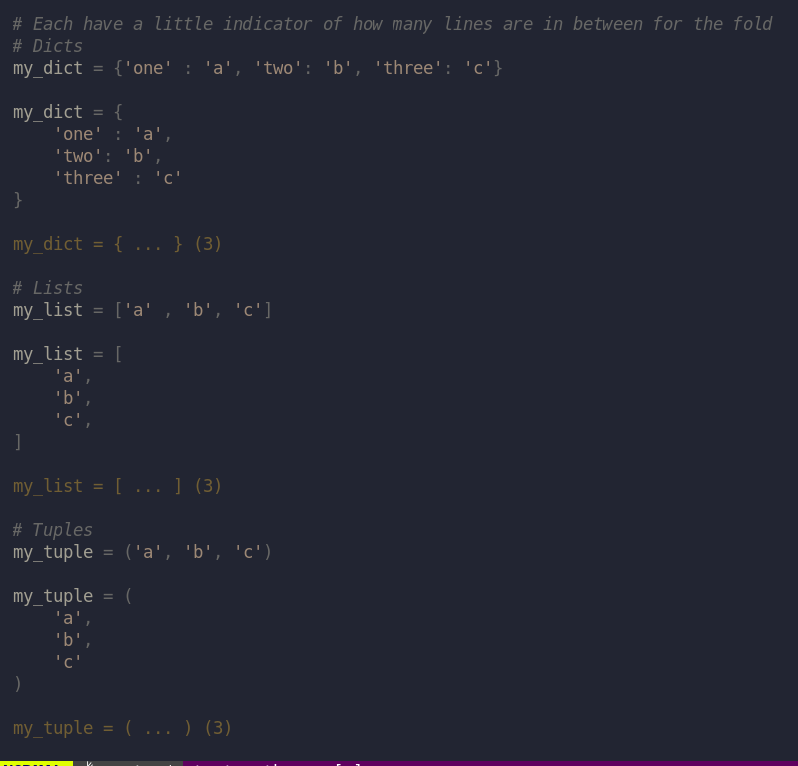 # Each have a little indicator of how many lines are in between for the fold
# Dicts
my_dict = {'one' : 'a', 'two': 'b', 'three': 'c'}
my_dict = {
'one' : 'a',
'two': 'b',
'three' : 'c'
}
my_dict = { ... } (3)
# Lists
my_list = ['a' , 'b', 'c']
my_list = [
'a',
'b',
'c',
]
my_list = [ ... ] (3)
# Tuples
my_tuple = ('a', 'b', 'c')
my_tuple = (
'a',
'b',
'c'
)
my_tuple = ( ... ) (3)